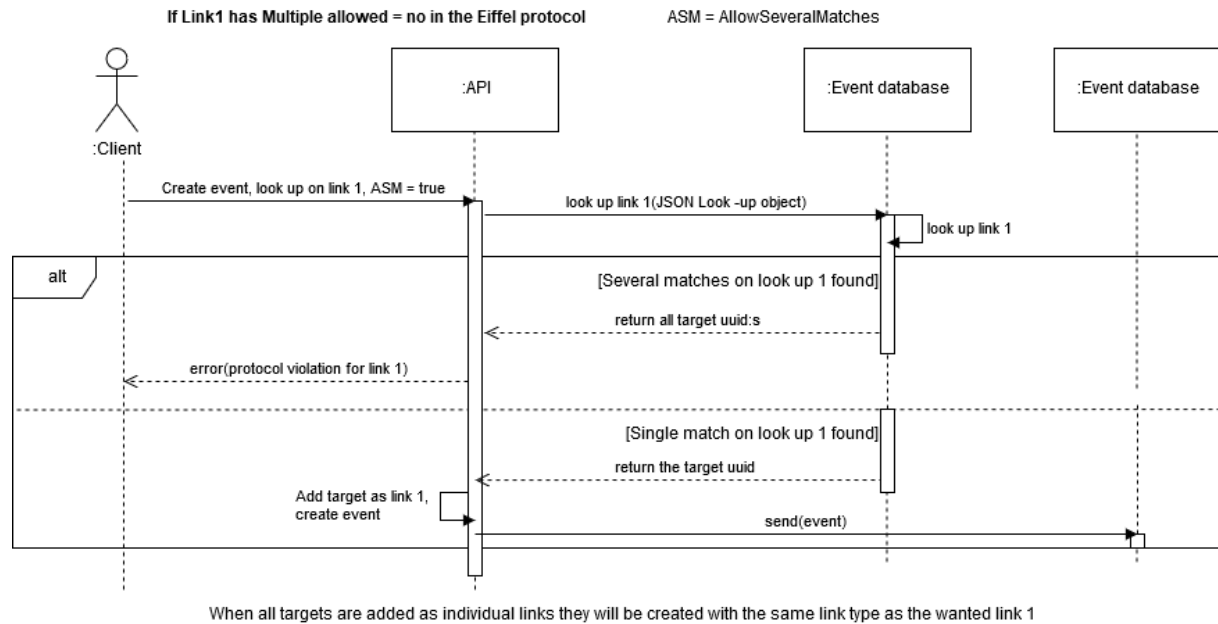 If Link1 has Multiple allowed = no in the Eiffel protocol
ASM = AllowSeveralMatches
:API
:Event database
:Event database
:Client
Create event, look up on link 1, ASM = true
look up link 1(JSON Look -up object)
look up link 1
alt
[Several matches on look up 1 found]
return all target uuid:s
error(protocol violation for link 1)
[Single match on look up 1 found]
return the target uuid
Add target as link 1,
create event
send(event)
When all targets are added as individual links they will be created with the same link type as the wanted link 1